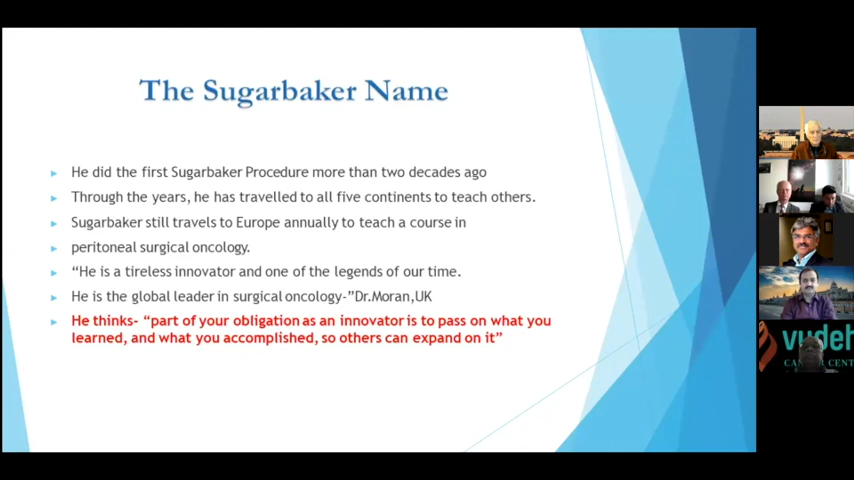 The Sugarbaker Name
He did the first Sugarbaker Procedure more than two decades ago
Through the years, he has travelled to all five continents to teach others.
Sugarbaker still travels to Europe annually to teach a course in
peritoneal surgical oncology.
“He is a tireless innovator and one of the legends of our time.
He is the global leader in surgical oncology-”Dr.Moran,UK
He thinks- “part of your obligation as an innovator is to pass on what you
learned, and what you accomplished, so others can expand on it”